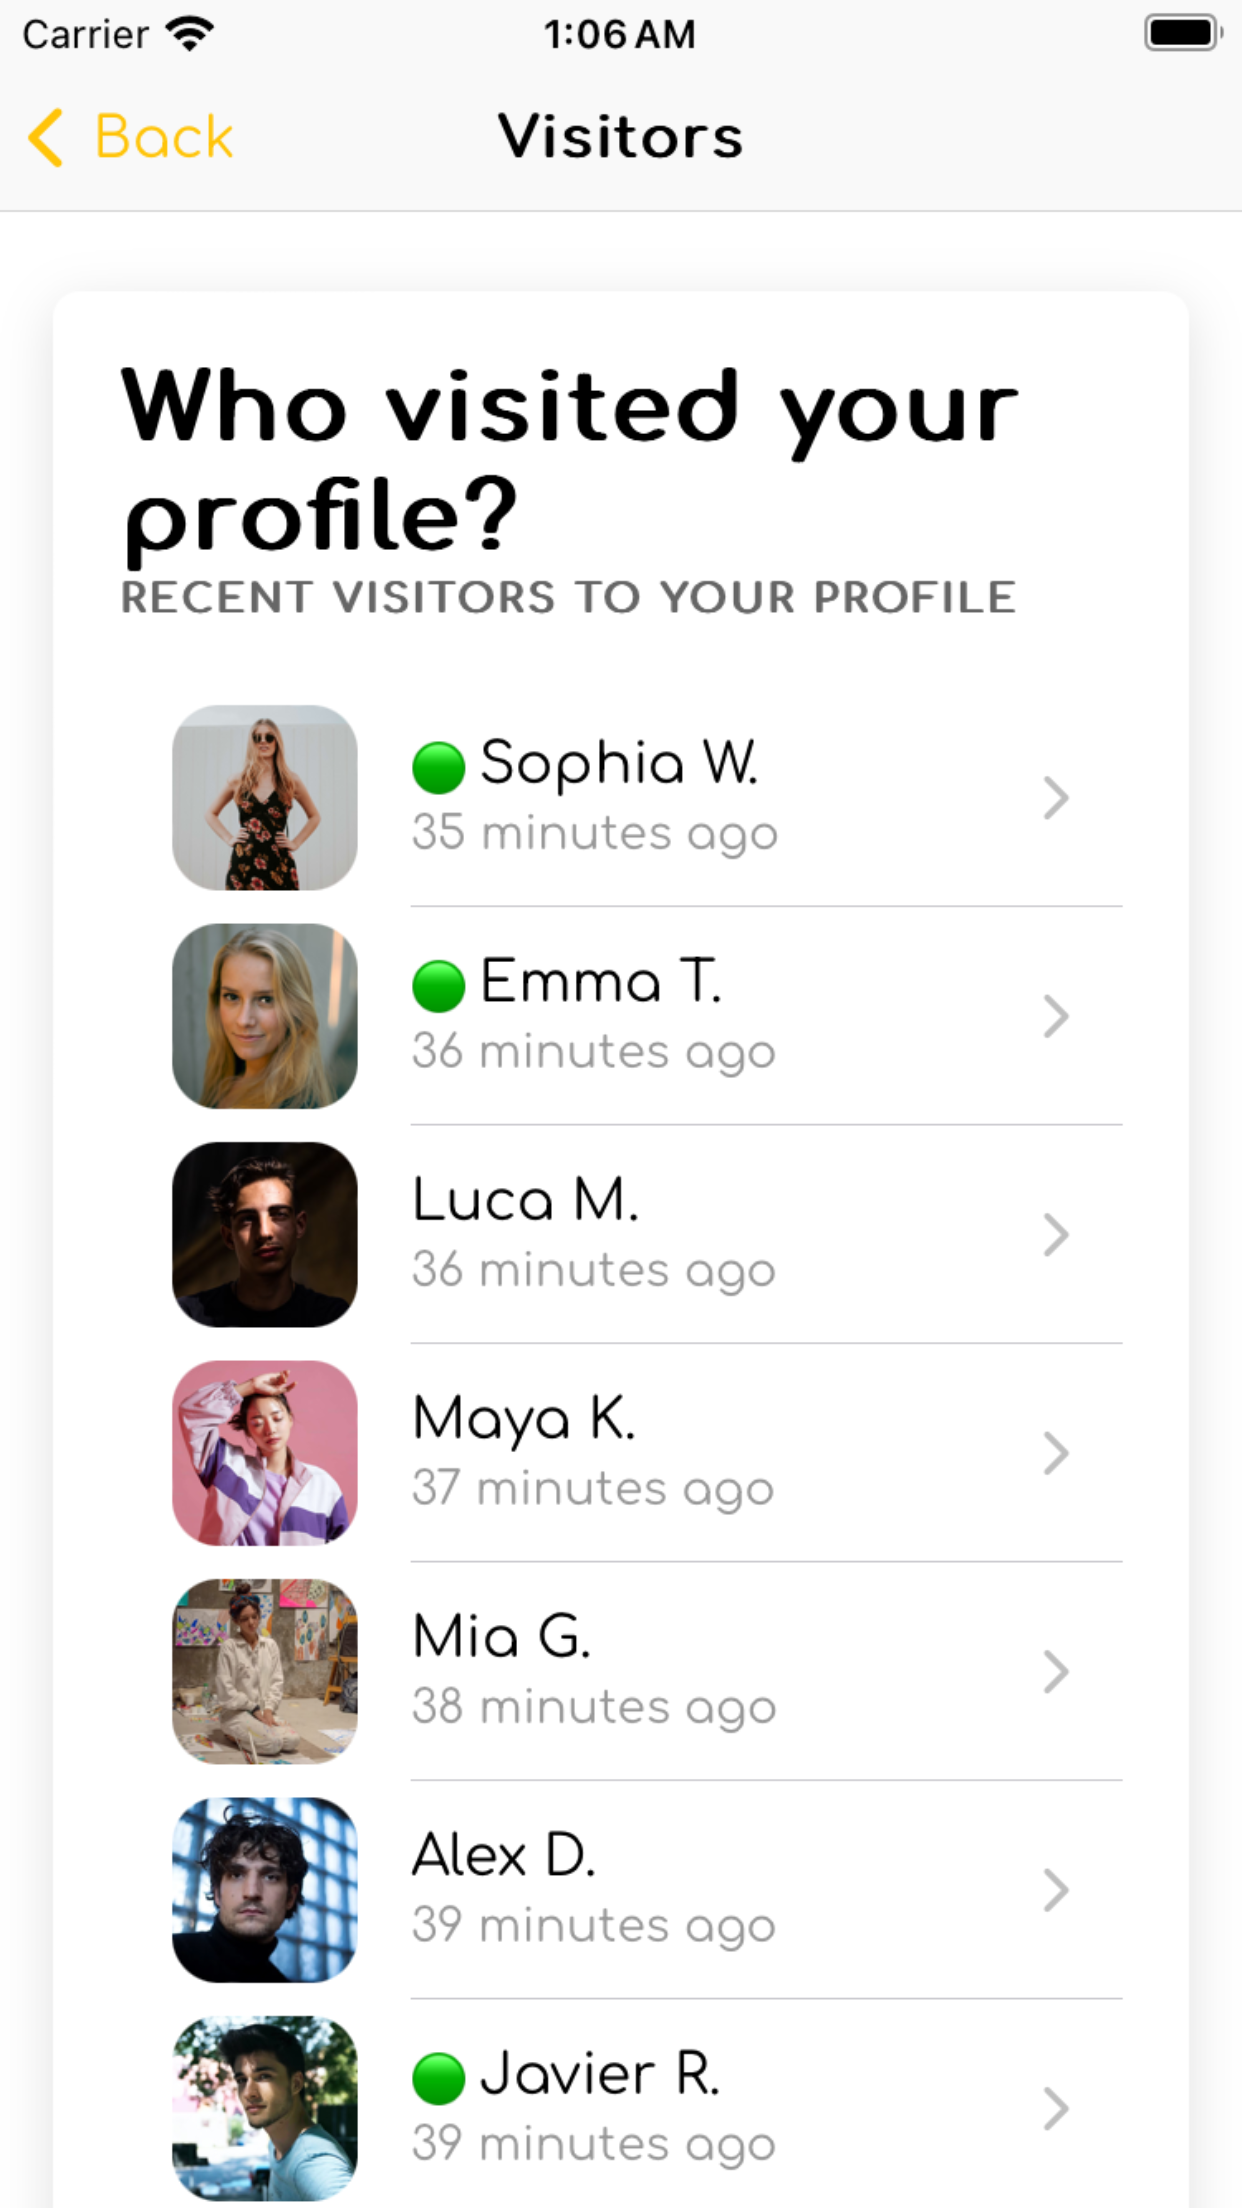 Carrier 1:06 AM
Back Visitors
Who visited your
profile?
RECENT VISITORS TO YOUR PROFILE
Sophia W.
35 minutes ago
Emma T.
36 minutes ago
Luca M.
36 minutes ago
Maya K.
37 minutes ago
Mia G.
38 minutes ago
Alex D.
39 minutes ago
Javier R.
39 minutes ago